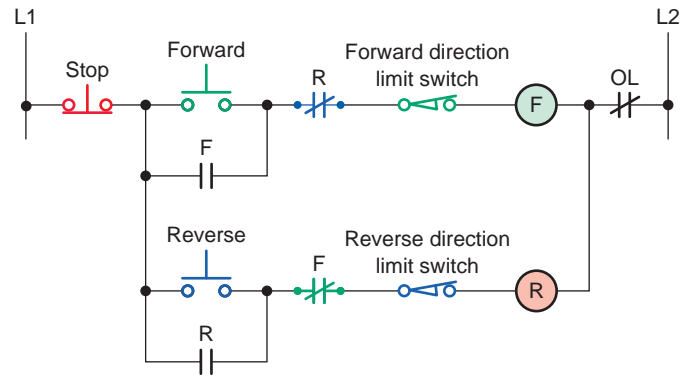 L1
L2
Stop
Forward
R
Forward direction
limit switch
F
OL
F
Reverse
F
Reverse direction
limit switch
R
R